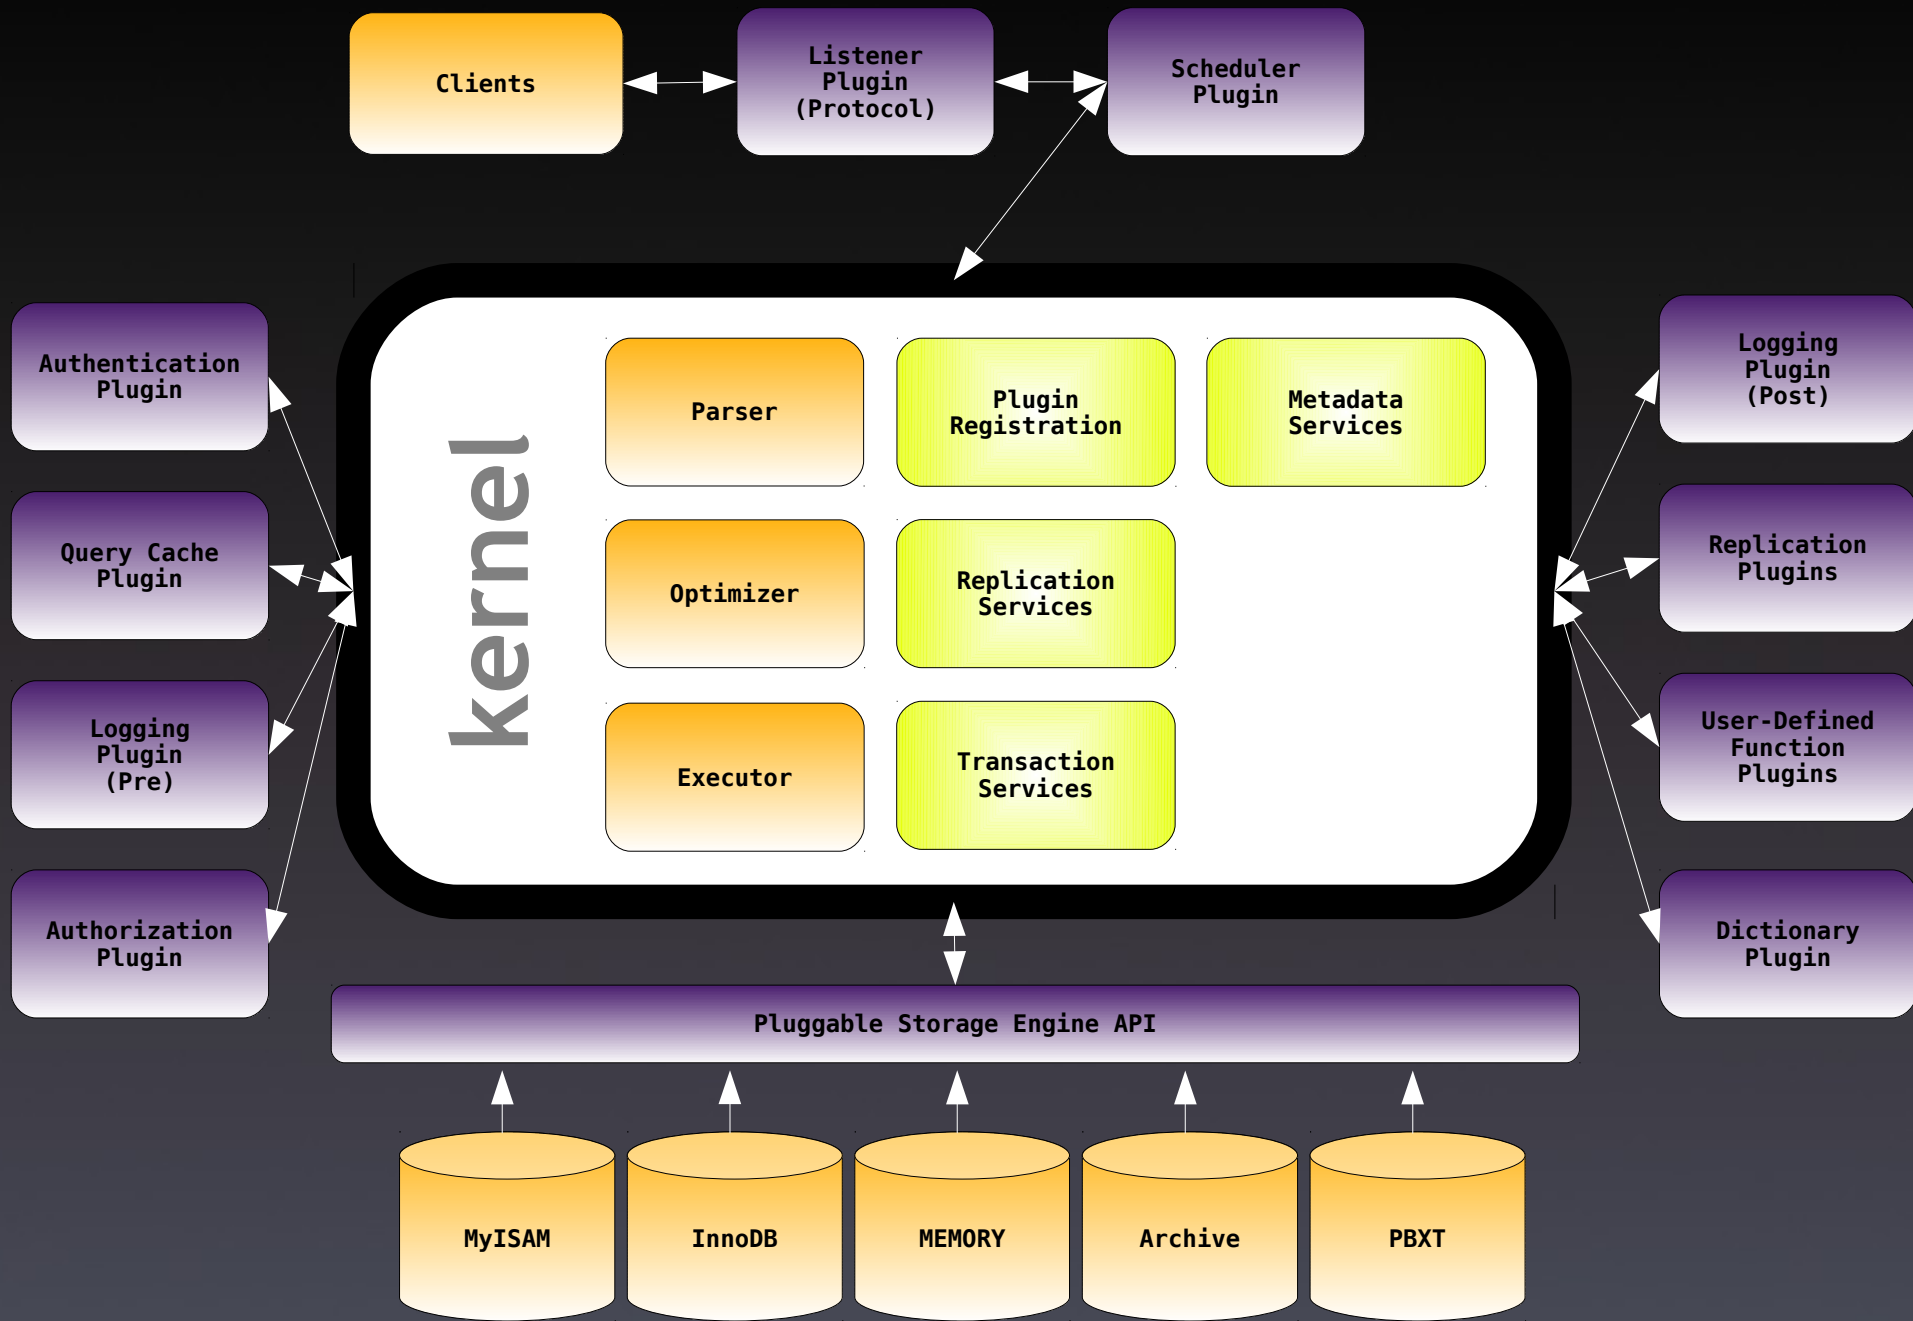 Clients
Listener
Plugin
(Protocol)
Scheduler
Plugin
Authentication
Plugin
Query Cache
Plugin
Logging
Plugin
(Pre)
Authorization
Plugin
kernel
Parser
Plugin
Registration
Metadata
Services
Optimizer
Replication
Services
Executor
Transaction
Services
Logging
Plugin
(Post)
Replication
Plugins
User-Defined
Function
Plugins
Dictionary
Plugin
Pluggable Storage Engine API
MyISAM
InnoDB
MEMORY
Archive
PBXT